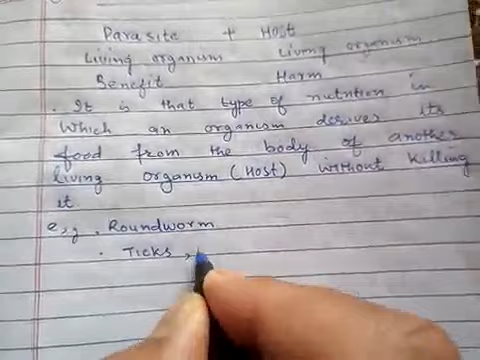 Parasite + Host
Living organism Living organism
Benefit Harm
. It is that type of nutrition in
Which an organism derives its
food from the body of another
living organism (Host) without killing
it
e,g . Roundworm
. Ticks ,